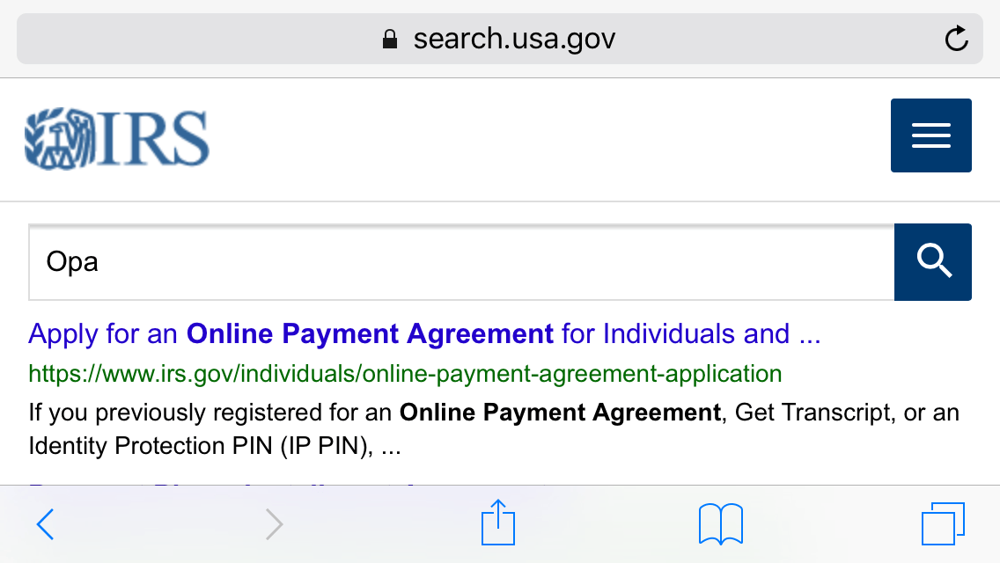 search.usa.gov
IRS
Opa
Apply for an Online Payment Agreement for Individuals and ...
https://www.irs.gov/individuals/online-payment-agreement-application
If you previously registered for an Online Payment Agreement, Get Transcript, or an
Identity Protection PIN (IP PIN), ...